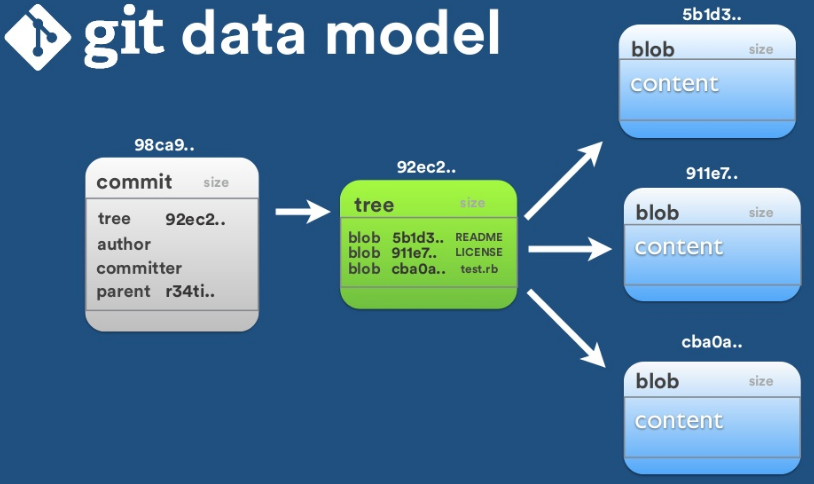 git data model
98ca9..
commit size
tree 92ec2..
author
committer
parent r34ti..
92ec2..
tree size
blob 5b1d3.. README
blob 911e7.. LICENSE
blob cba0a.. test.rb
5b1d3..
blob size
content
911e7..
blob size
content
cba0a..
blob size
content